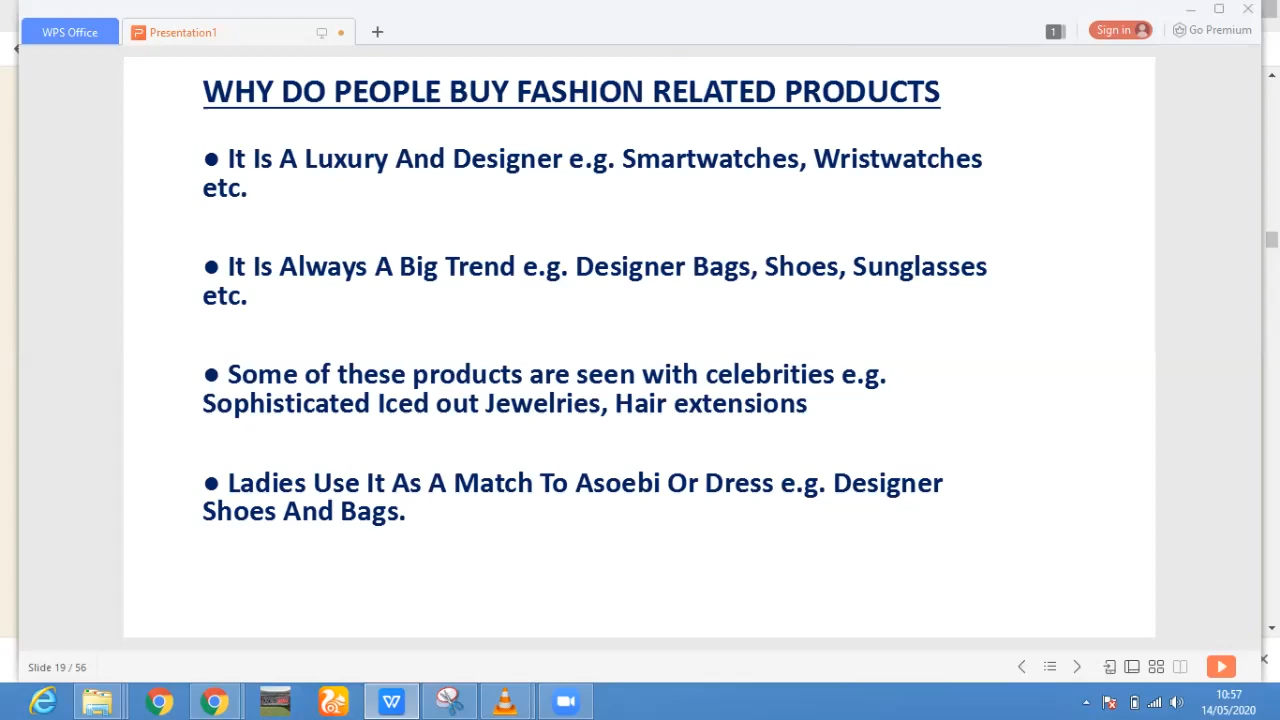 WPS Office
Presentation1
1
Sign in
Go Premium
WHY DO PEOPLE BUY FASHION RELATED PRODUCTS
● It Is A Luxury And Designer e.g. Smartwatches, Wristwatches
etc.
● It Is Always A Big Trend e.g. Designer Bags, Shoes, Sunglasses
etc.
● Some of these products are seen with celebrities e.g.
Sophisticated Iced out Jewelries, Hair extensions
● Ladies Use It As A Match To Asoebi Or Dress e.g. Designer
Shoes And Bags.
Slide 19 / 56
10:57
14/05/2020